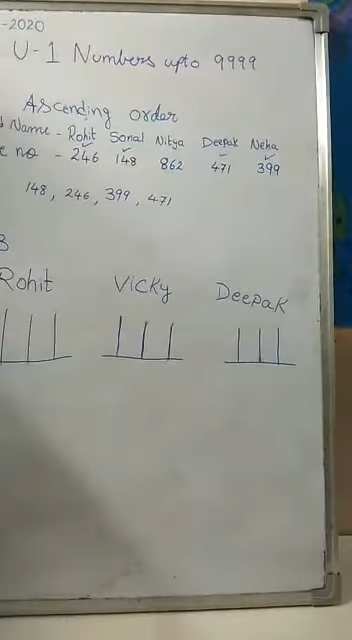 -2020
U-1 Numbers upto 9999
Ascending order
Name - Rohit Sonal Nitya Deepak Neha
no - 246 148 862 471 399
148, 246, 399, 471
3
Rohit Vicky Deepak